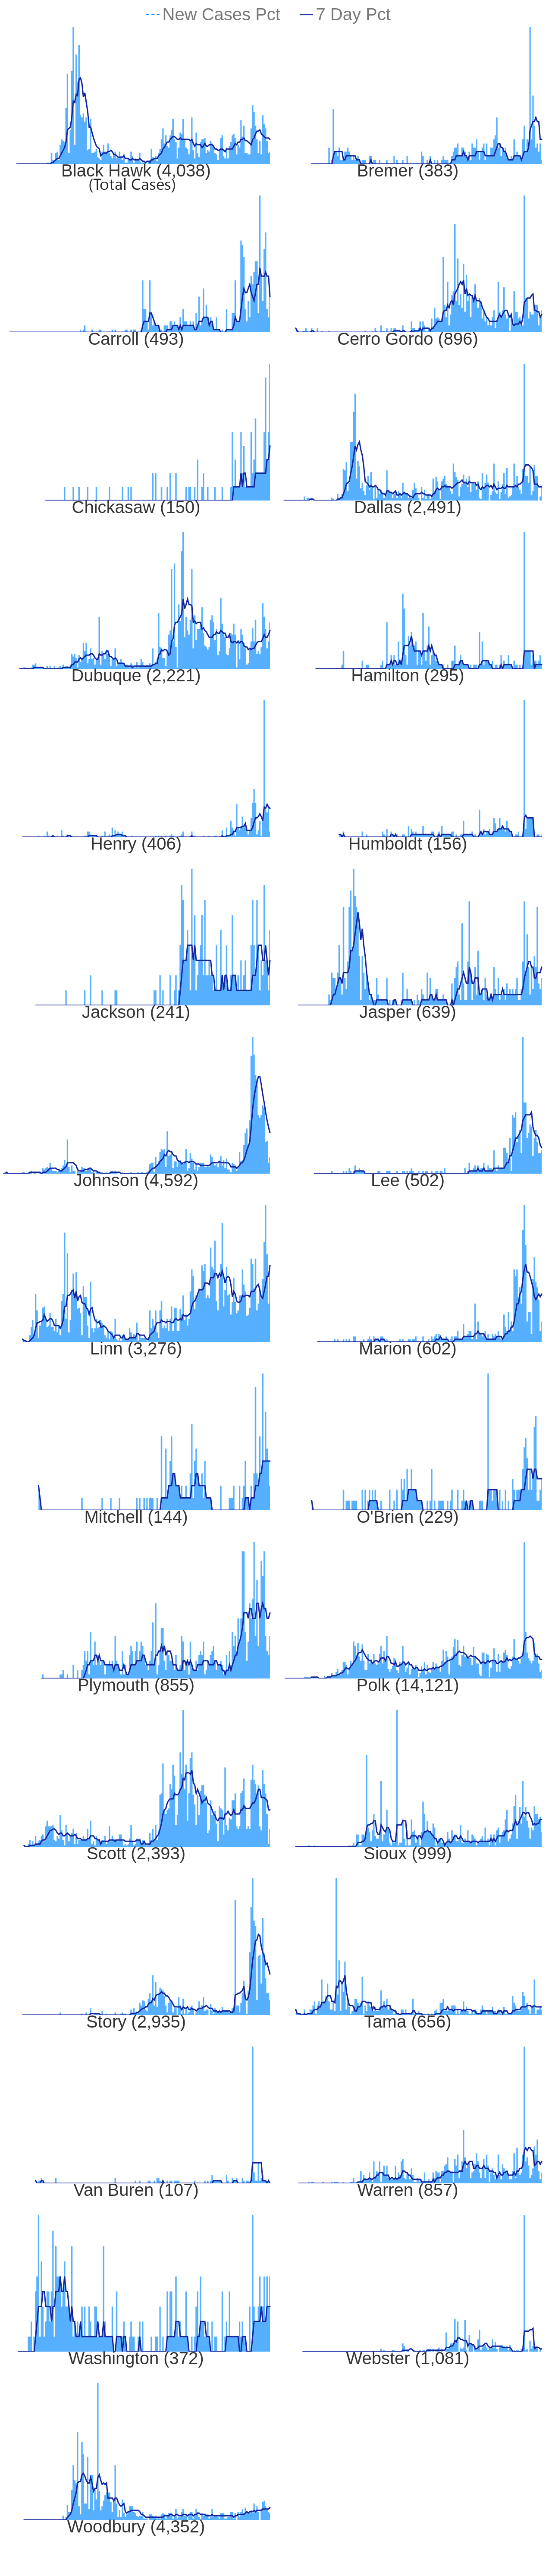 New Cases Pct 7 Day Pct
Black Hawk (4,038) Bremer (383)
(Total Cases)
Carroll (493) Cerro Gordo (896)
Chickasaw (150) Dallas (2,491)
Dubuque (2,221) Hamilton (295)
Henry (406) Humboldt (156)
Jackson (241) Jasper (639)
Johnson (4,592) Lee (502)
Linn (3,276) Marion (602)
Mitchell (144) O'Brien (229)
Plymouth (855) Polk (14,121)
Scott (2,393) Sioux (999)
Story (2,935) Tama (656)
Van Buren (107) Warren (857)
Washington (372) Webster (1,081)
Woodbury (4,352)